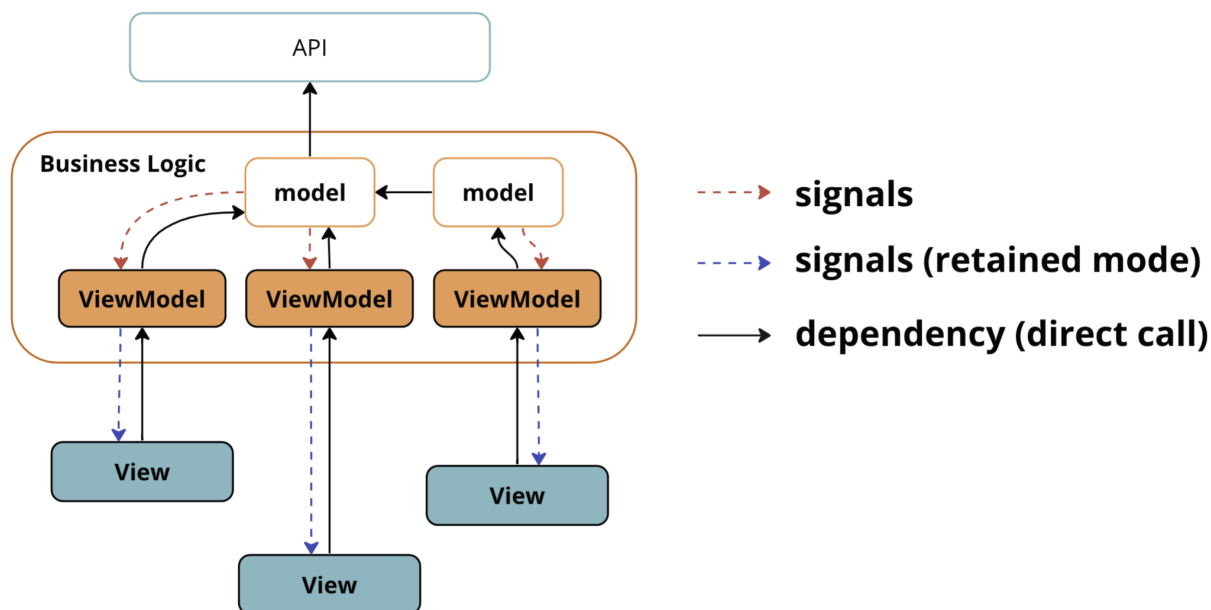 API
Business Logic
model
model
ViewModel
ViewModel
ViewModel
View
View
View
signals
signals (retained mode)
dependency (direct call)